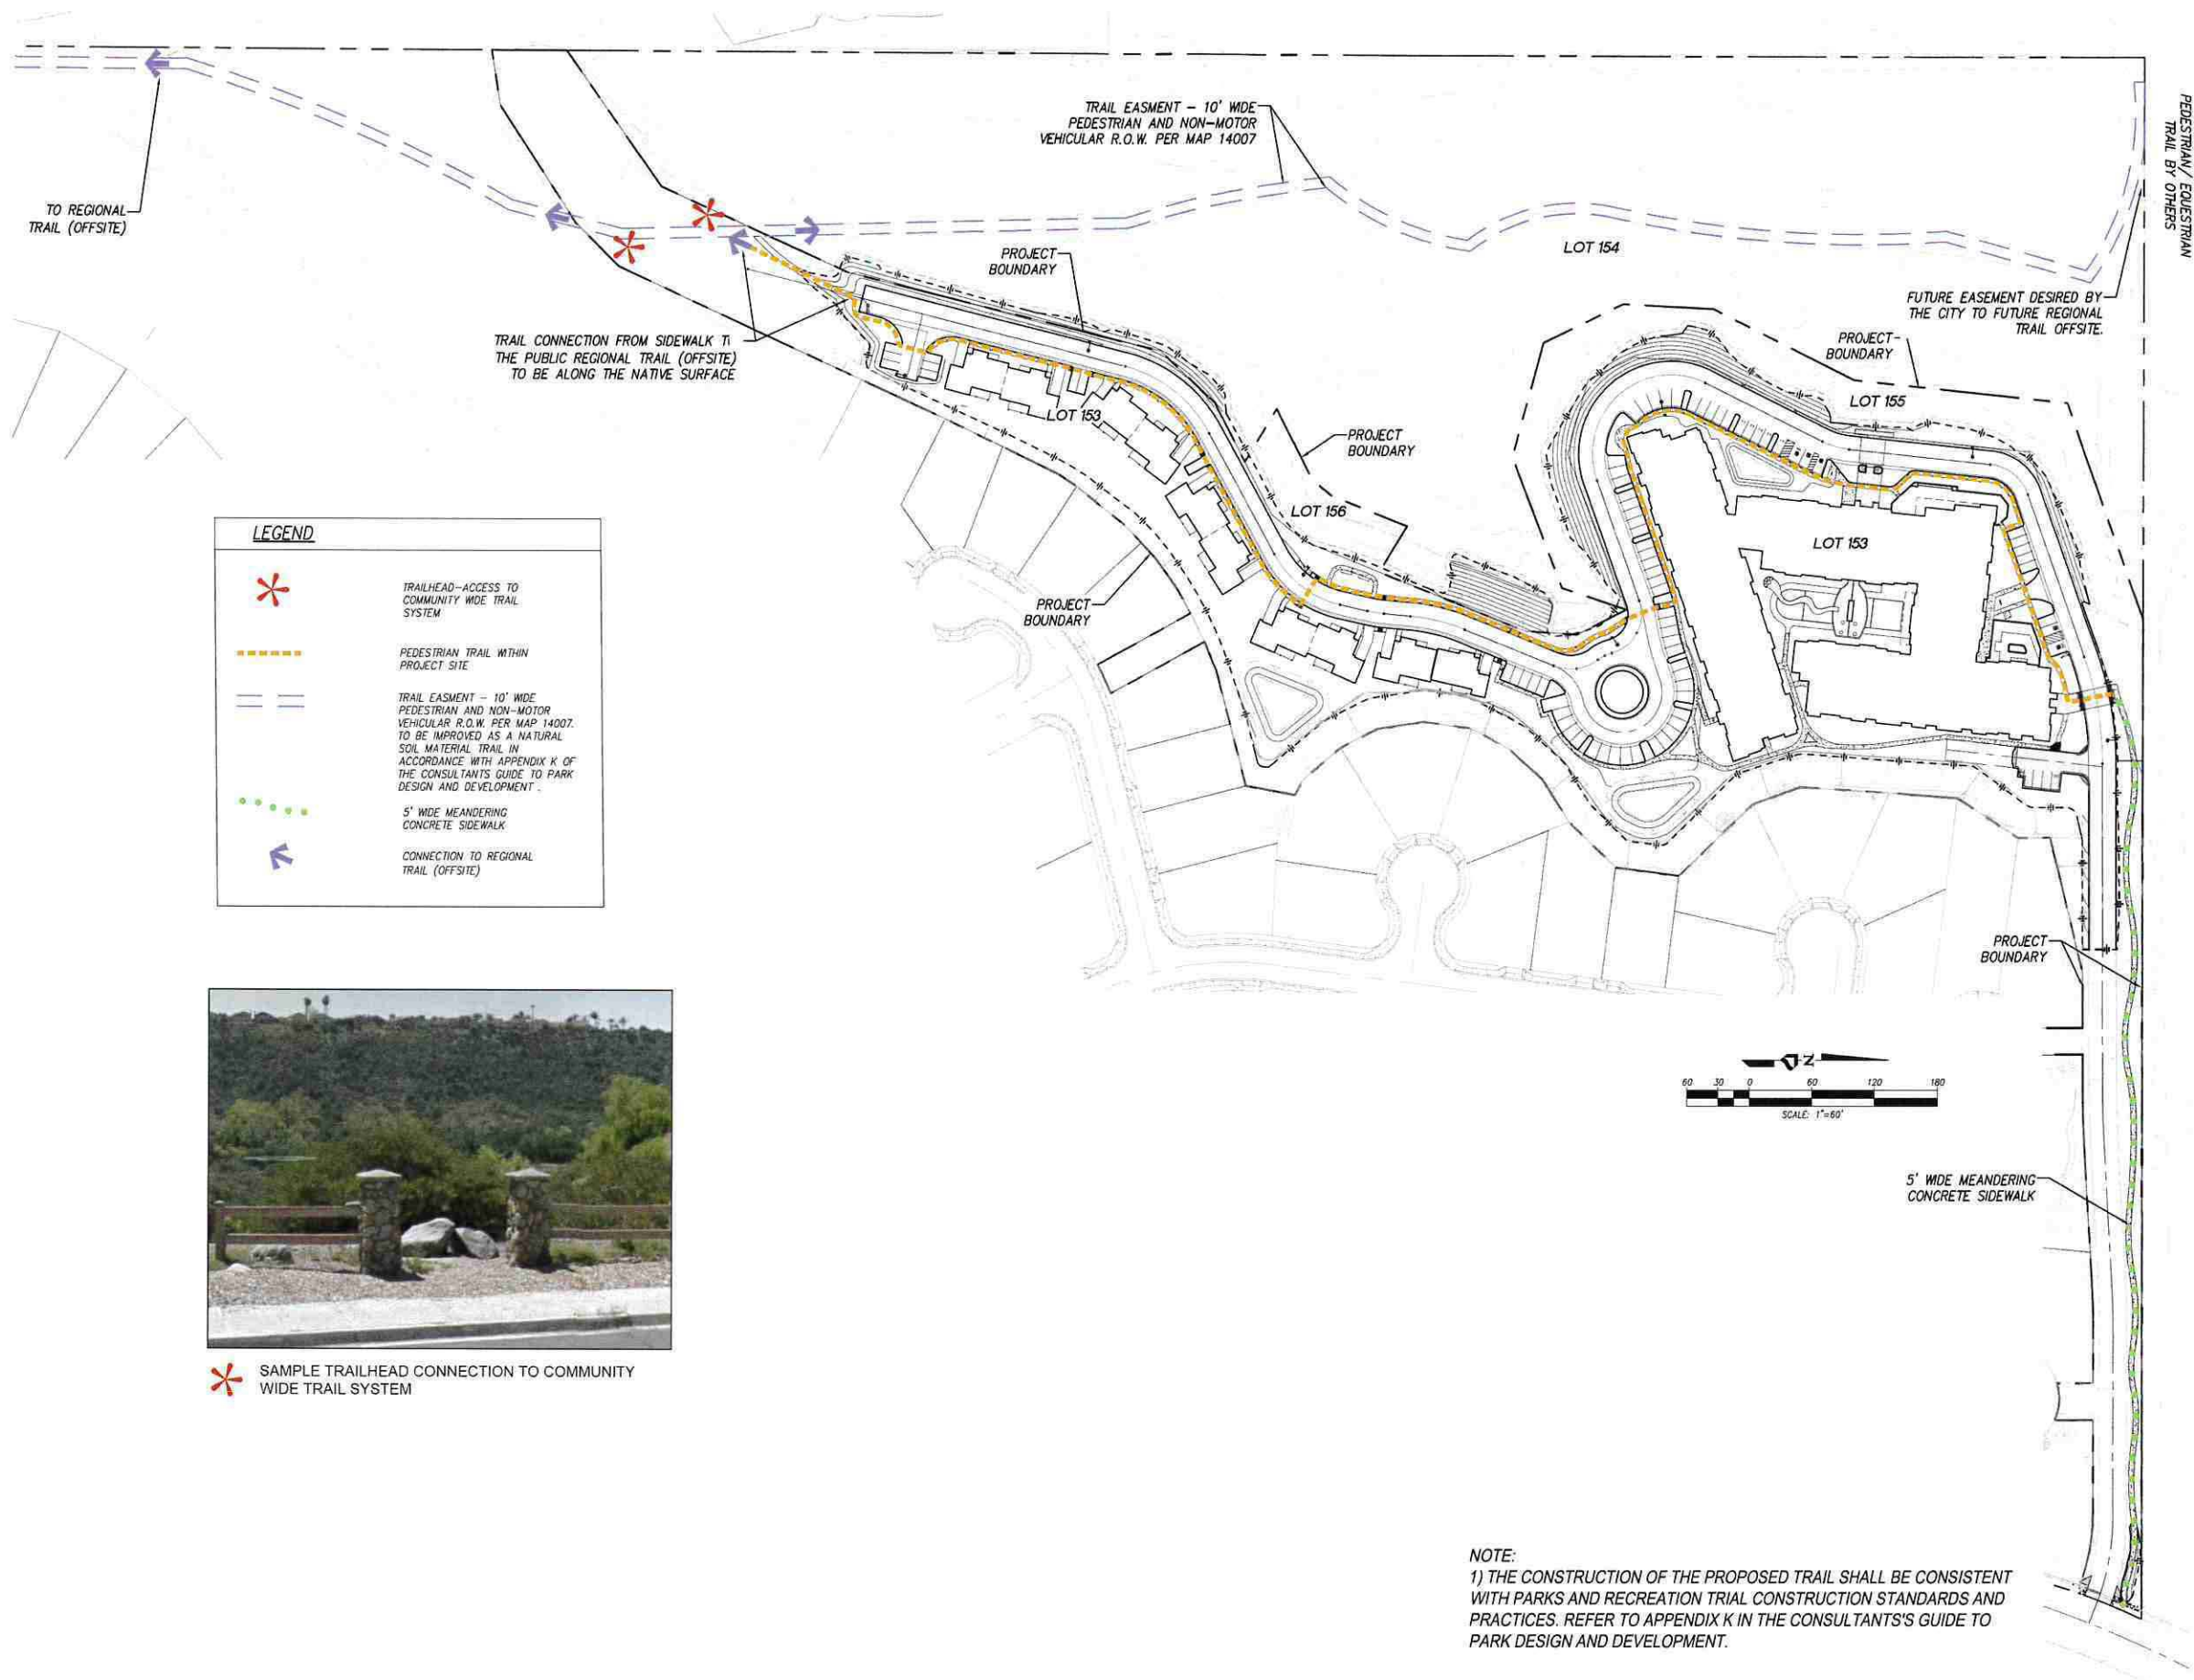 TRAIL EASMENT – 10' WIDE
PEDESTRIAN AND NON-MOTOR
VEHICULAR R.O.W. PER MAP 14007
PEDESTRIAN/ EQUESTRIAN
TRAIL BY OTHERS
TO REGIONAL
TRAIL (OFFSITE)
PROJECT
BOUNDARY
LOT 154
FUTURE EASEMENT DESIRED BY
THE CITY TO FUTURE REGIONAL
TRAIL OFFSITE.
TRAIL CONNECTION FROM SIDEWALK T
THE PUBLIC REGIONAL TRAIL (OFFSITE)
TO BE ALONG THE NATIVE SURFACE
PROJECT-
BOUNDARY
LOT 155
LOT 153
PROJECT
BOUNDARY
LOT 156
LOT 153
PROJECT
BOUNDARY
LEGEND
TRAILHEAD-ACCESS TO
COMMUNITY WIDE TRAIL
SYSTEM
PEDESTRIAN TRAIL WITHIN
PROJECT SITE
TRAIL EASMENT – 10' WIDE
PEDESTRIAN AND NON-MOTOR
VEHICULAR R.O.W. PER MAP 14007.
TO BE IMPROVED AS A NATURAL
SOIL MATERIAL TRAIL IN
ACCORDANCE WITH APPENDIX K OF
THE CONSULTANTS GUIDE TO PARK
DESIGN AND DEVELOPMENT .
5' WIDE MEANDERING
CONCRETE SIDEWALK
CONNECTION TO REGIONAL
TRAIL (OFFSITE)
PROJECT
BOUNDARY
N
60 30 0 60 120 180
SCALE: 1"=60'
5' WIDE MEANDERING
CONCRETE SIDEWALK
SAMPLE TRAILHEAD CONNECTION TO COMMUNITY
WIDE TRAIL SYSTEM
NOTE:
1) THE CONSTRUCTION OF THE PROPOSED TRAIL SHALL BE CONSISTENT
WITH PARKS AND RECREATION TRIAL CONSTRUCTION STANDARDS AND
PRACTICES. REFER TO APPENDIX K IN THE CONSULTANTS'S GUIDE TO
PARK DESIGN AND DEVELOPMENT.